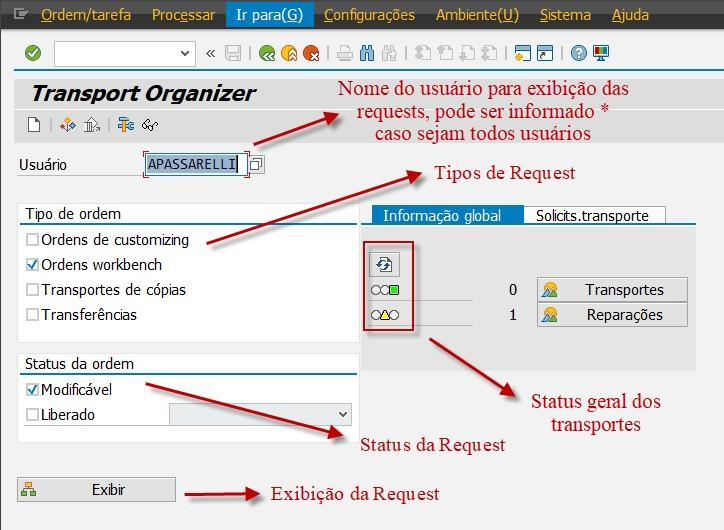 Ordem/tarefa Processar Ir para(G) Configurações Ambiente(U) Sistema Ajuda
Transport Organizer
Nome do usuário para exibição das
requests, pode ser informado *
caso sejam todos usuários
Usuário APASSARELLI
Tipos de Request
Tipo de ordem
Ordens de customizing
Ordens workbench
Transportes de cópias
Transferências
Informação global Solicits.transporte
0 Transportes
1 Reparações
Status da ordem
Modificável
Liberado
Status geral dos
transportes
Status da Request
Exibir
Exibição da Request